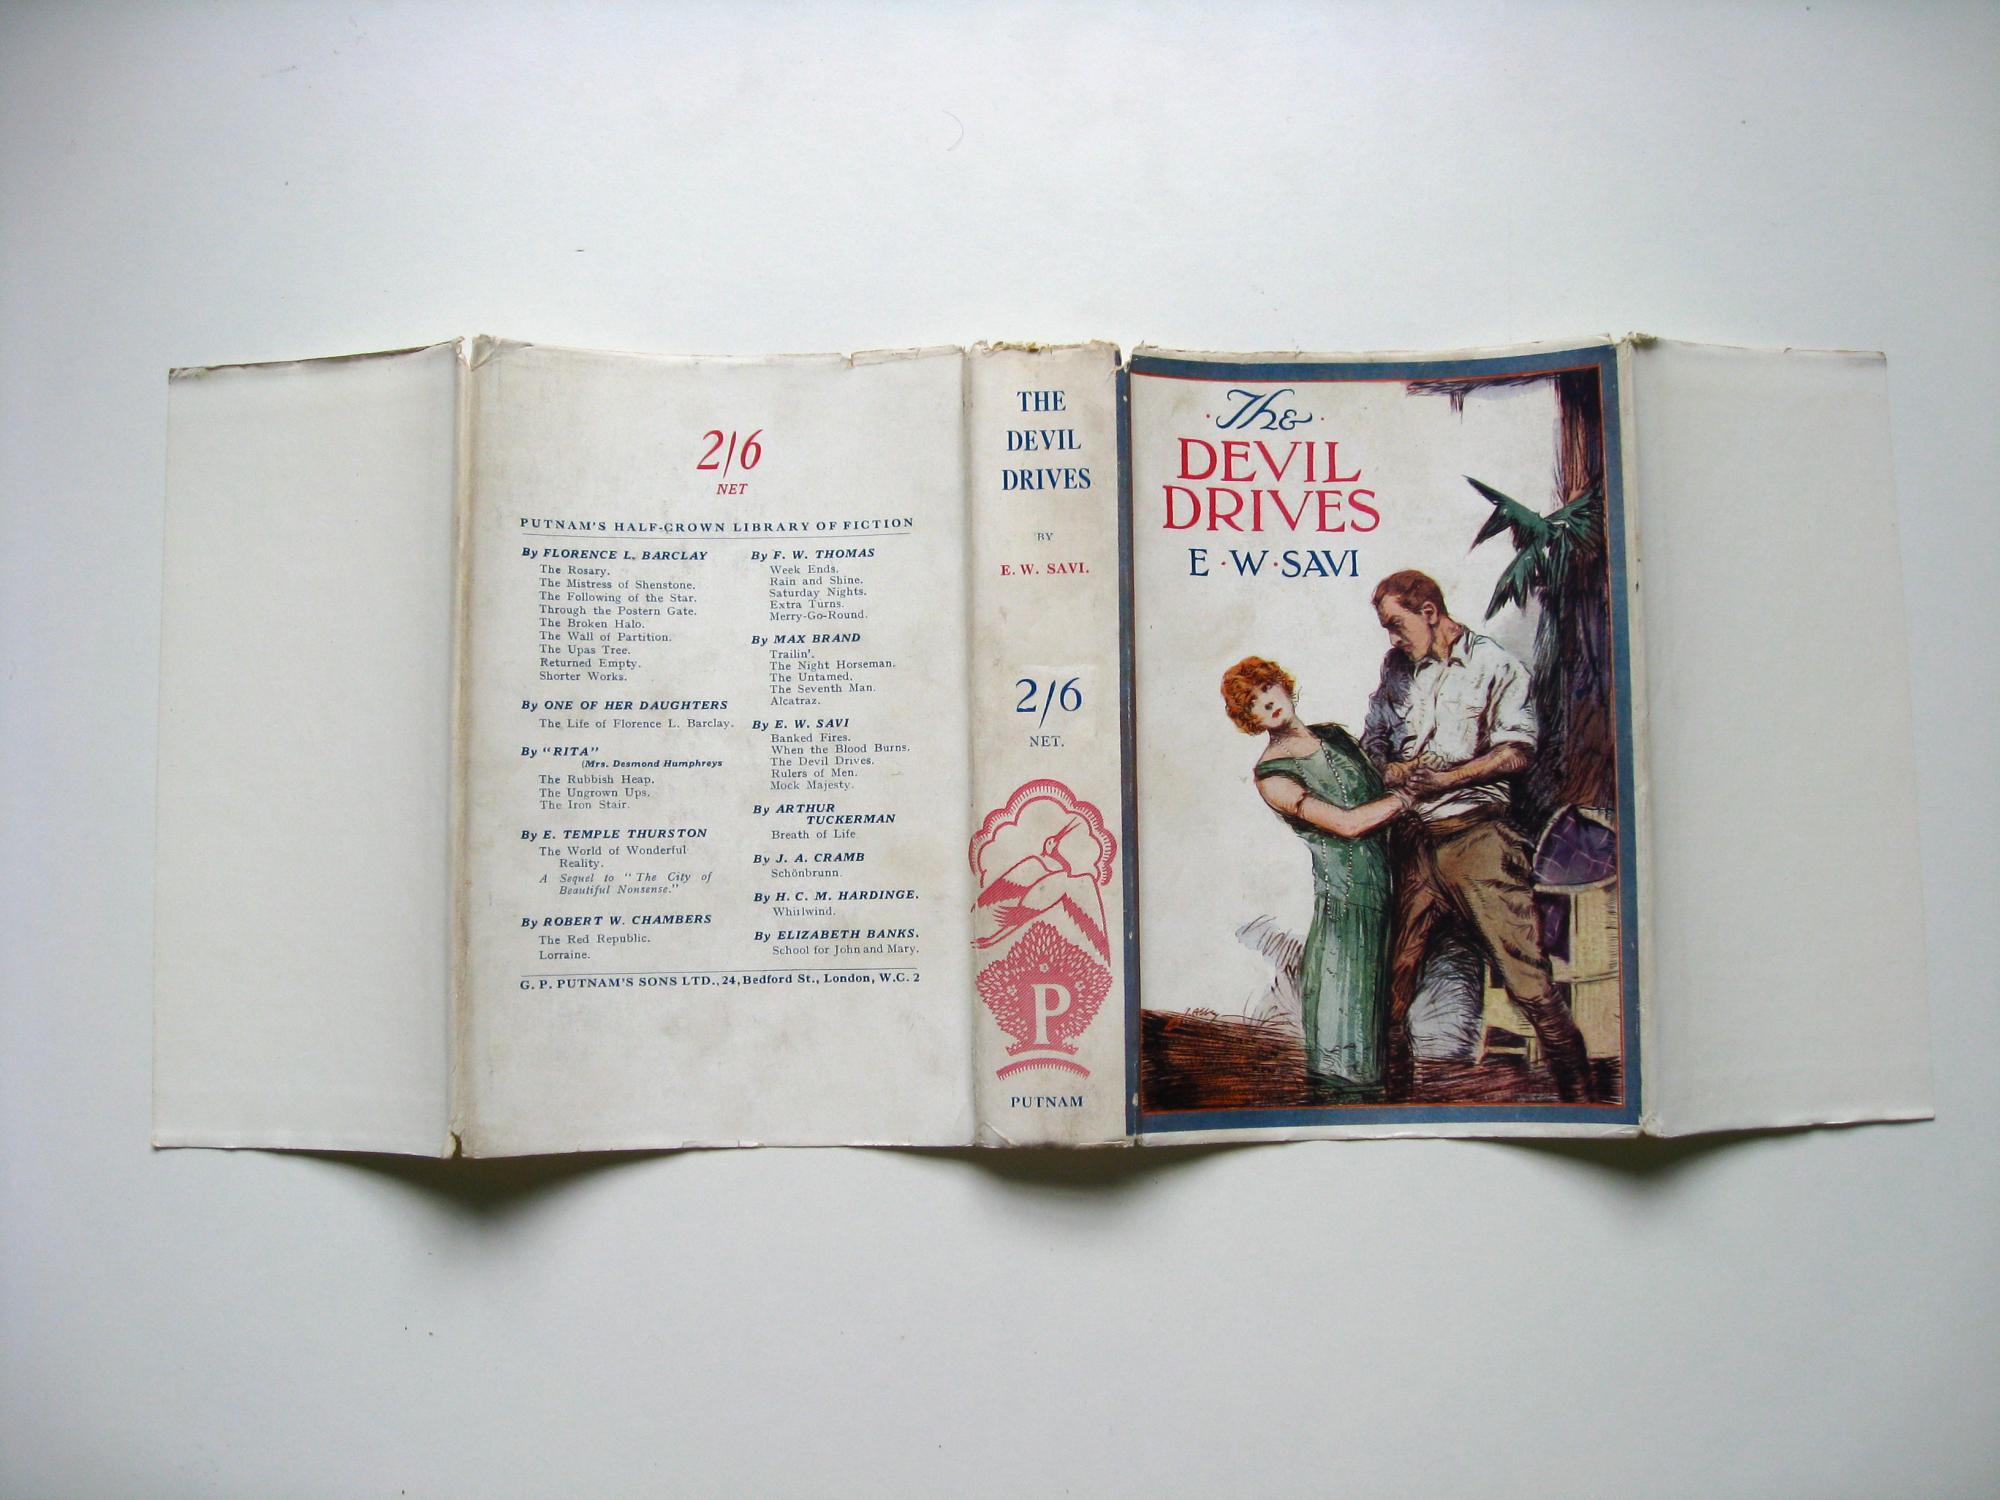 2/6
NET
PUTNAM'S HALF-CROWN LIBRARY OF FICTION
By FLORENCE L. BARCLAY
The Rosary.
The Mistress of Shenstone.
The Following of the Star.
Through the Postern Gate.
The Broken Halo.
The Wall of Partition.
The Upas Tree.
Returned Empty.
Shorter Works.
By ONE OF HER DAUGHTERS
The Life of Florence L. Barclay.
By "RITA"
(Mrs. Desmond Humphreys
The Rubbish Heap.
The Ungrown Ups.
The Iron Stair.
By E. TEMPLE THURSTON
The World of Wonderful
Reality.
A Sequel to "The City of
Beautiful Nonsense."
By ROBERT W. CHAMBERS
The Red Republic.
Lorraine.
By F. W. THOMAS
Week Ends.
Rain and Shine.
Saturday Nights.
Extra Turns.
Merry-Go-Round.
By MAX BRAND
Trailin'.
The Night Horseman.
The Untamed.
The Seventh Man.
Alcatraz.
By E. W. SAVI
Banked Fires.
When the Blood Burns.
The Devil Drives.
Rulers of Men.
Mock Majesty.
By ARTHUR
TUCKERMAN
Breath of Life
By J. A. CRAMB
Schönbrunn.
By H. C. M. HARDINGE.
Whirlwind.
By ELIZABETH BANKS.
School for John and Mary.
G. P. PUTNAM'S SONS LTD., 24, Bedford St., London, W.C. 2
THE
DEVIL
DRIVES
BY
E. W. SAVI.
2/6
NET.
P
PUTNAM
The
DEVIL
DRIVES
E·W·SAVI